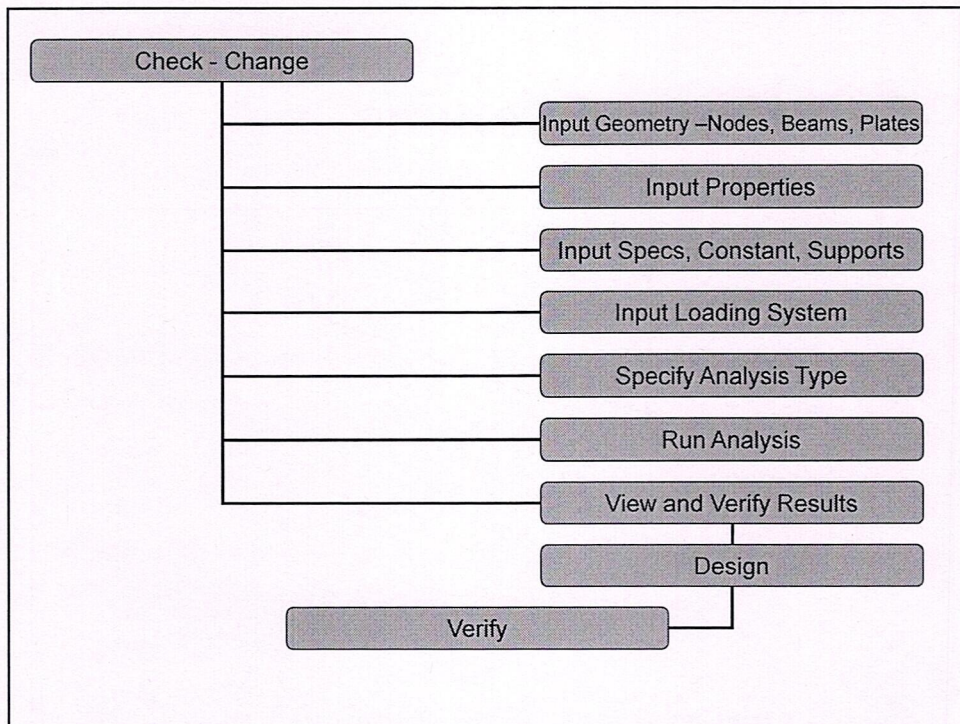 Check - Change
Input Geometry –Nodes, Beams, Plates
Input Properties
Input Specs, Constant, Supports
Input Loading System
Specify Analysis Type
Run Analysis
View and Verify Results
Design
Verify